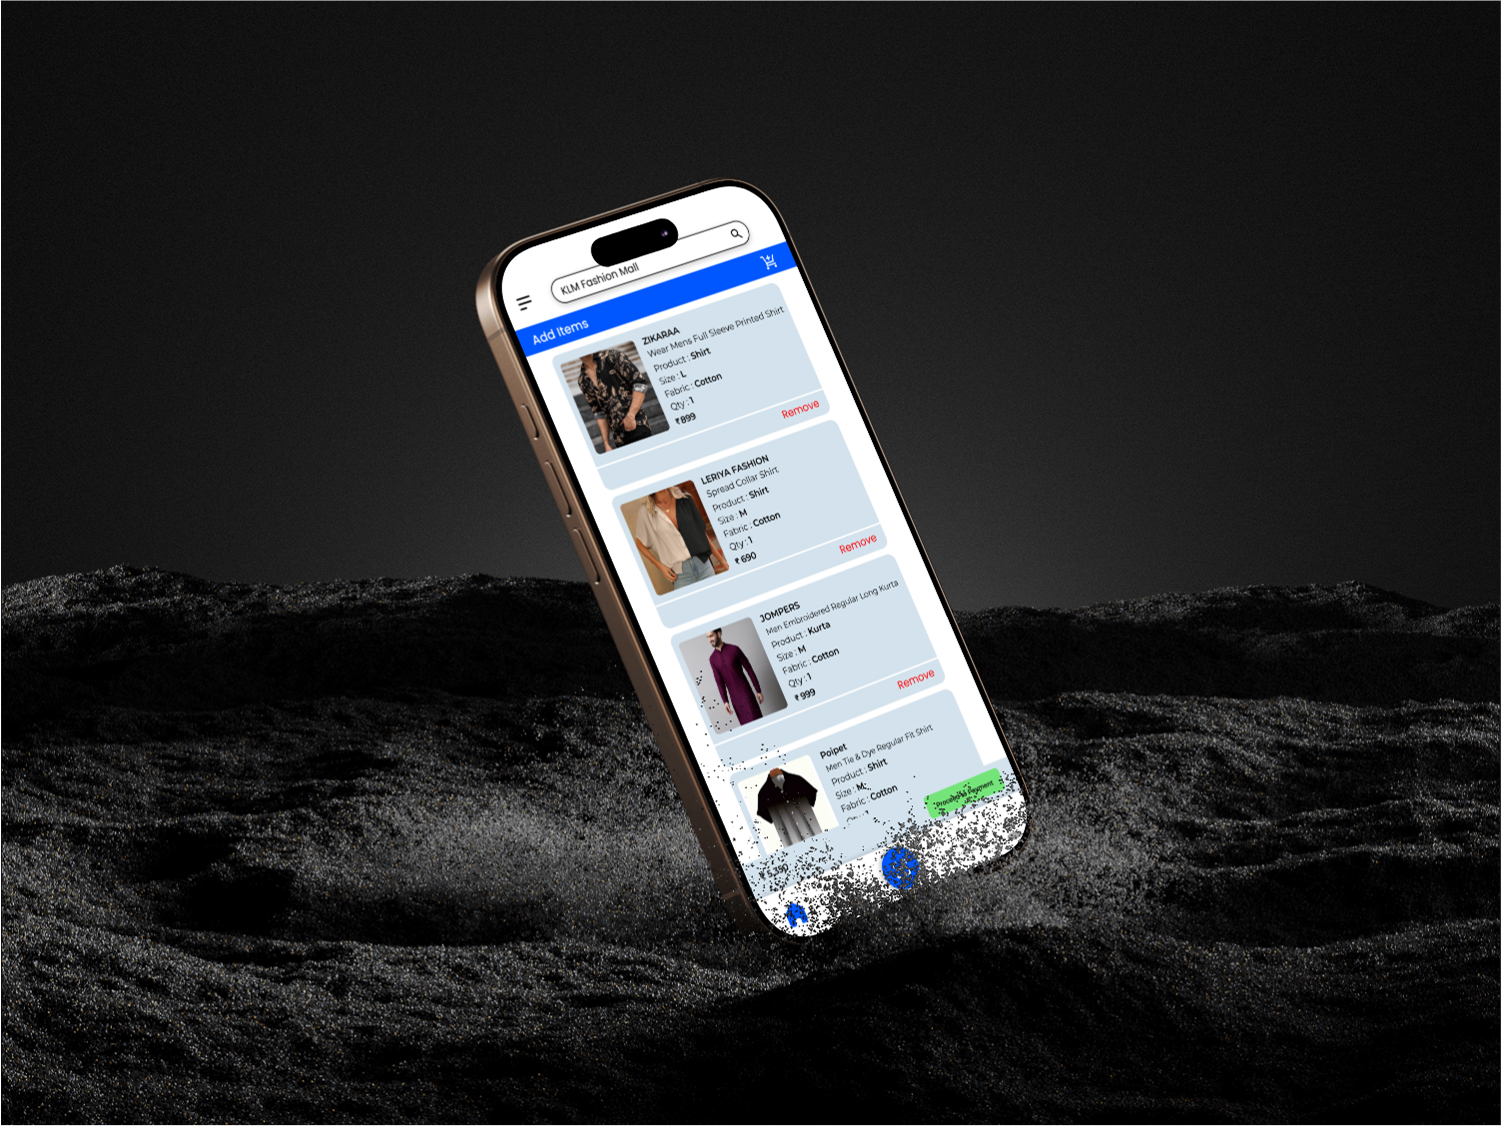 KLM Fashion Mall
Add Items
ZIKARAA
Wear Mens Full Sleeve Printed Shirt
Product : Shirt
Size : L
Fabric : Cotton
Qty : 1
₹899
Remove
LERIYA FASHION
Spread Collar Shirt
Product : Shirt
Size : M
Fabric : Cotton
Qty : 1
₹ 690
Remove
JOMPERS
Men Embroidered Regular Long Kurta
Product : Kurta
Size : M
Fabric : Cotton
Qty : 1
₹ 999
Remove
Poipet
Men Tie & Dye Regular Fit Shirt
Product : Shirt
Size : M
Fabric : Cotton
Payment